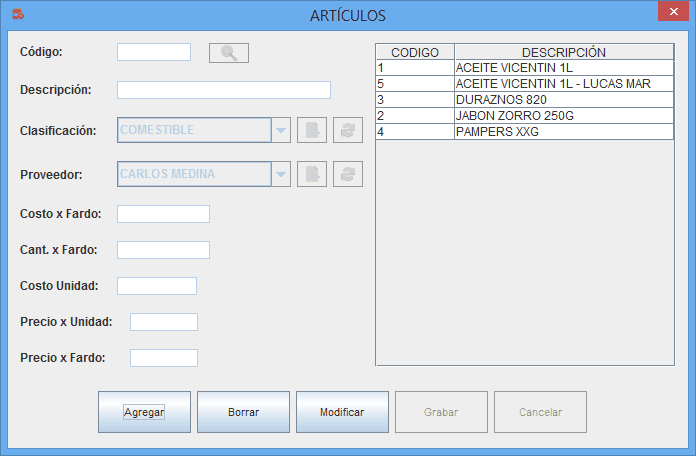 ARTÍCULOS
Código:
Descripción:
Clasificación: COMESTIBLE
Proveedor: CARLOS MEDINA
Costo x Fardo:
Cant. x Fardo:
Costo Unidad:
Precio x Unidad:
Precio x Fardo:
CODIGO DESCRIPCIÓN
1 ACEITE VICENTIN 1L
5 ACEITE VICENTIN 1L - LUCAS MAR
3 DURAZNOS 820
2 JABON ZORRO 250G
4 PAMPERS XXG
Agregar Borrar Modificar Grabar Cancelar